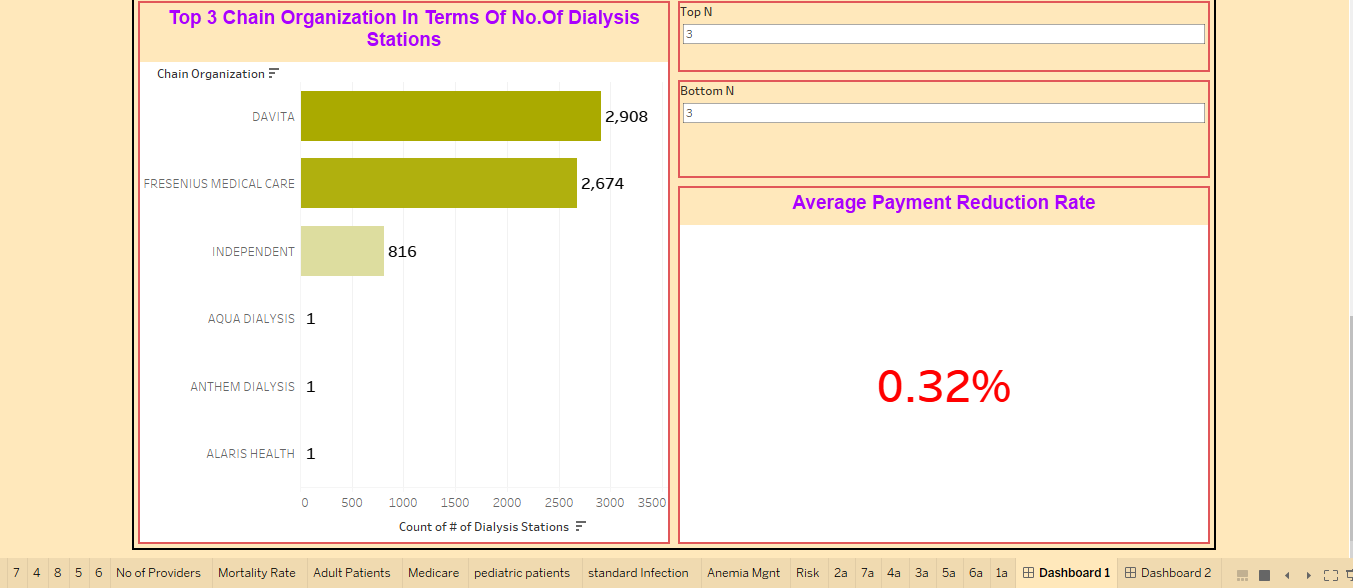 Top 3 Chain Organization In Terms Of No.Of Dialysis
Stations
Chain Organization
DAVITA
2,908
FRESENIUS MEDICAL CARE
2,674
INDEPENDENT
816
AQUA DIALYSIS
1
ANTHEM DIALYSIS
1
ALARIS HEALTH
1
0 500 1000 1500 2000 2500 3000 3500
Count of # of Dialysis Stations
Top N
3
Bottom N
3
Average Payment Reduction Rate
0.32%
7 4 8 5 6 No of Providers Mortality Rate Adult Patients Medicare pediatric patients standard Infection Anemia Mgnt Risk 2a 7a 4a 3a 5a 6a 1a Dashboard 1 Dashboard 2